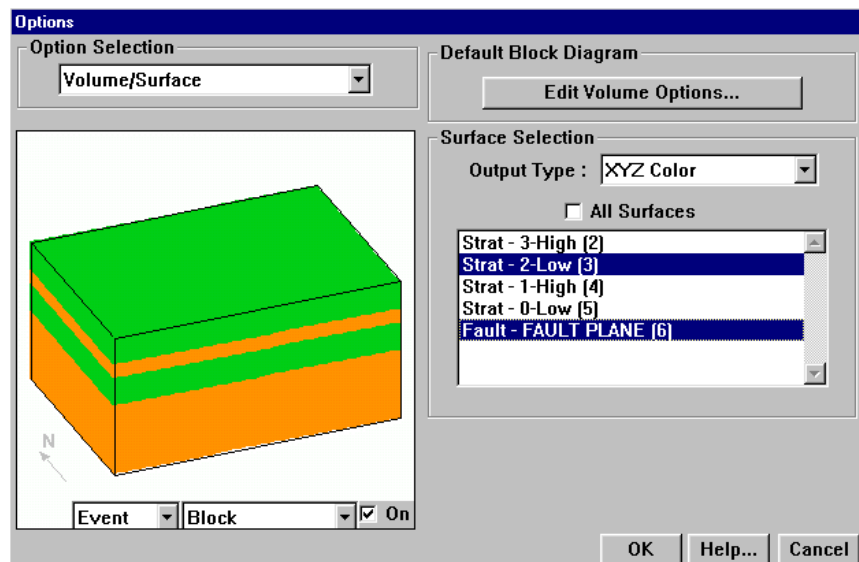 Options
Option Selection
Volume/Surface
Default Block Diagram
Edit Volume Options...
Surface Selection
Output Type : XYZ Color
All Surfaces
Strat - 3-High (2)
Strat - 2-Low (3)
Strat - 1-High (4)
Strat - 0-Low (5)
Fault - FAULT PLANE (6)
N
Event Block On
OK Help... Cancel